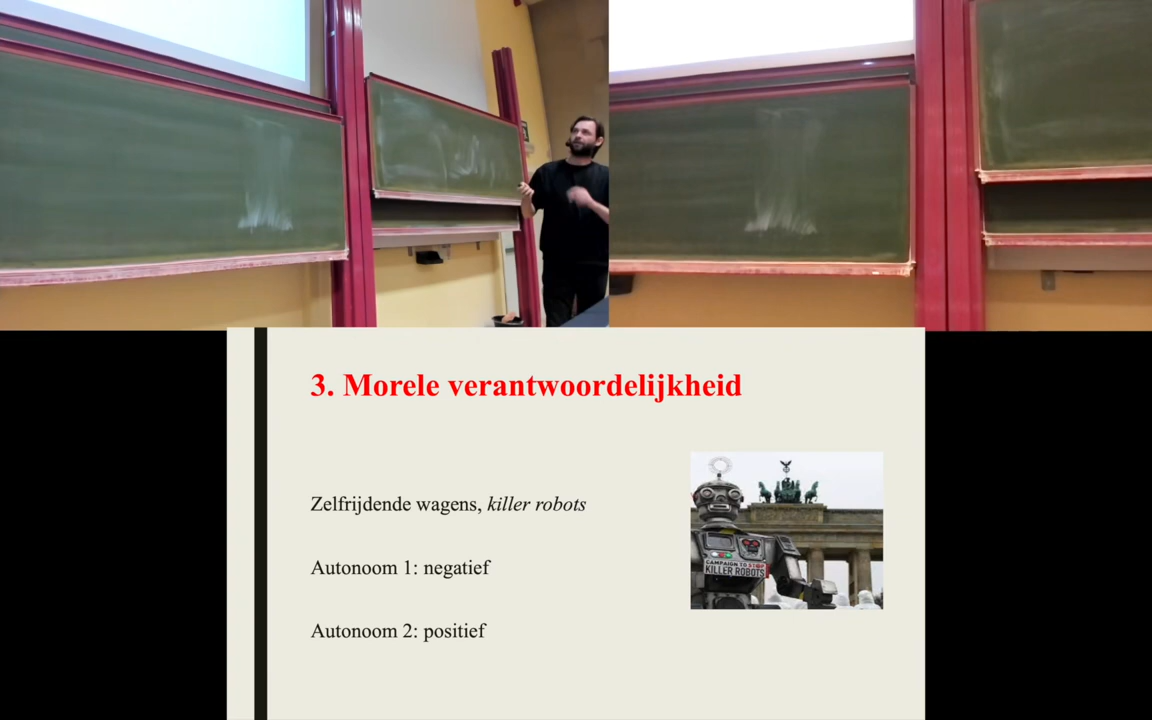 3. Morele verantwoordelijkheid
Zelfrijdende wagens, killer robots
Autonoom 1: negatief
Autonoom 2: positief
CAMPAIGN TO STOP
KILLER ROBOTS